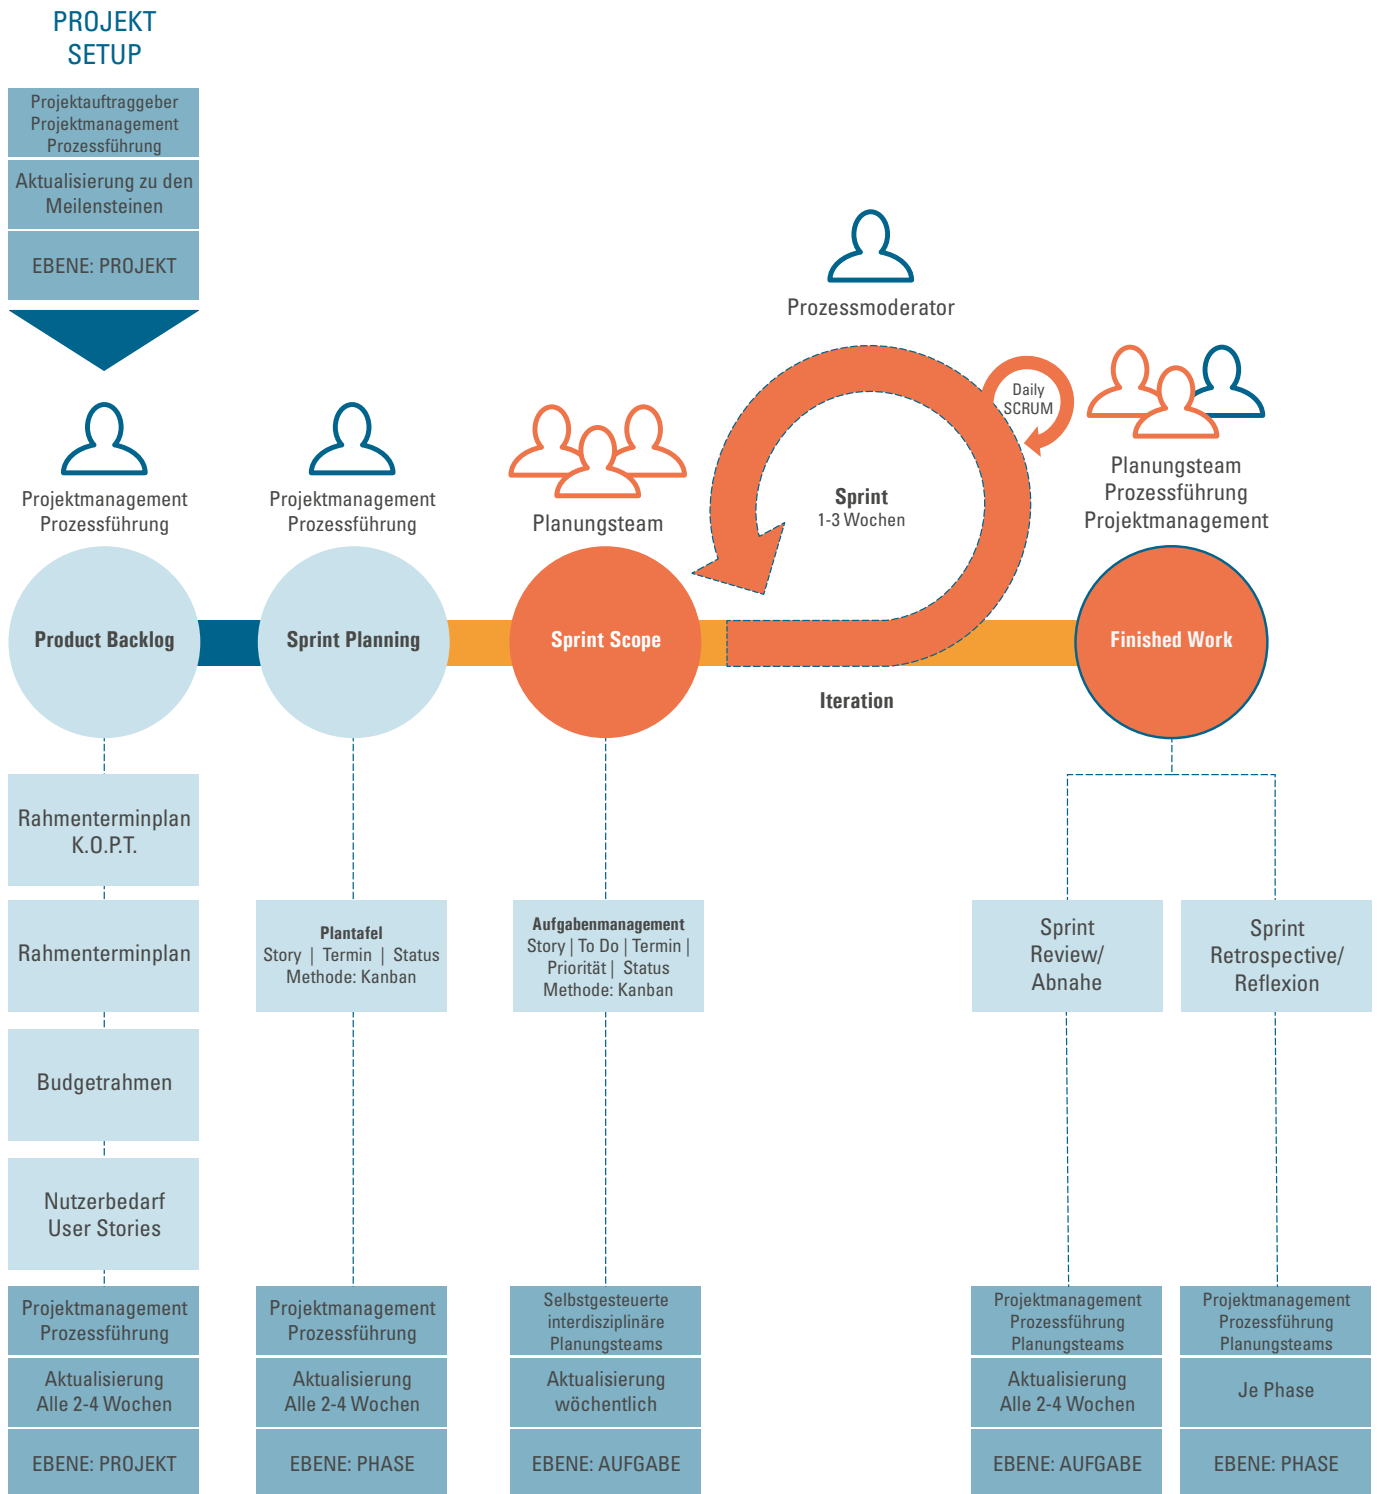 PROJEKT
SETUP
Projektauftraggeber
Projektmanagement
Prozessführung
Aktualisierung zu den
Meilensteinen
EBENE: PROJEKT
Projektmanagement
Prozessführung
Projektmanagement
Prozessführung
Planungsteam
Prozessmoderator
Daily
SCRUM
Sprint
1-3 Wochen
Planungsteam
Prozessführung
Projektmanagement
Product Backlog
Sprint Planning
Sprint Scope
Iteration
Finished Work
Rahmenterminplan
K.O.P.T.
Rahmenterminplan
Budgetrahmen
Nutzerbedarf
User Stories
Projektmanagement
Prozessführung
Aktualisierung
Alle 2-4 Wochen
EBENE: PROJEKT
Plantafel
Story | Termin | Status
Methode: Kanban
Projektmanagement
Prozessführung
Aktualisierung
Alle 2-4 Wochen
EBENE: PHASE
Aufgabenmanagement
Story | To Do | Termin |
Priorität | Status
Methode: Kanban
Selbstgesteuerte
interdisziplinäre
Planungsteams
Aktualisierung
wöchentlich
EBENE: AUFGABE
Sprint
Review/
Abnahe
Projektmanagement
Prozessführung
Planungsteams
Aktualisierung
Alle 2-4 Wochen
EBENE: AUFGABE
Sprint
Retrospective/
Reflexion
Projektmanagement
Prozessführung
Planungsteams
Je Phase
EBENE: PHASE